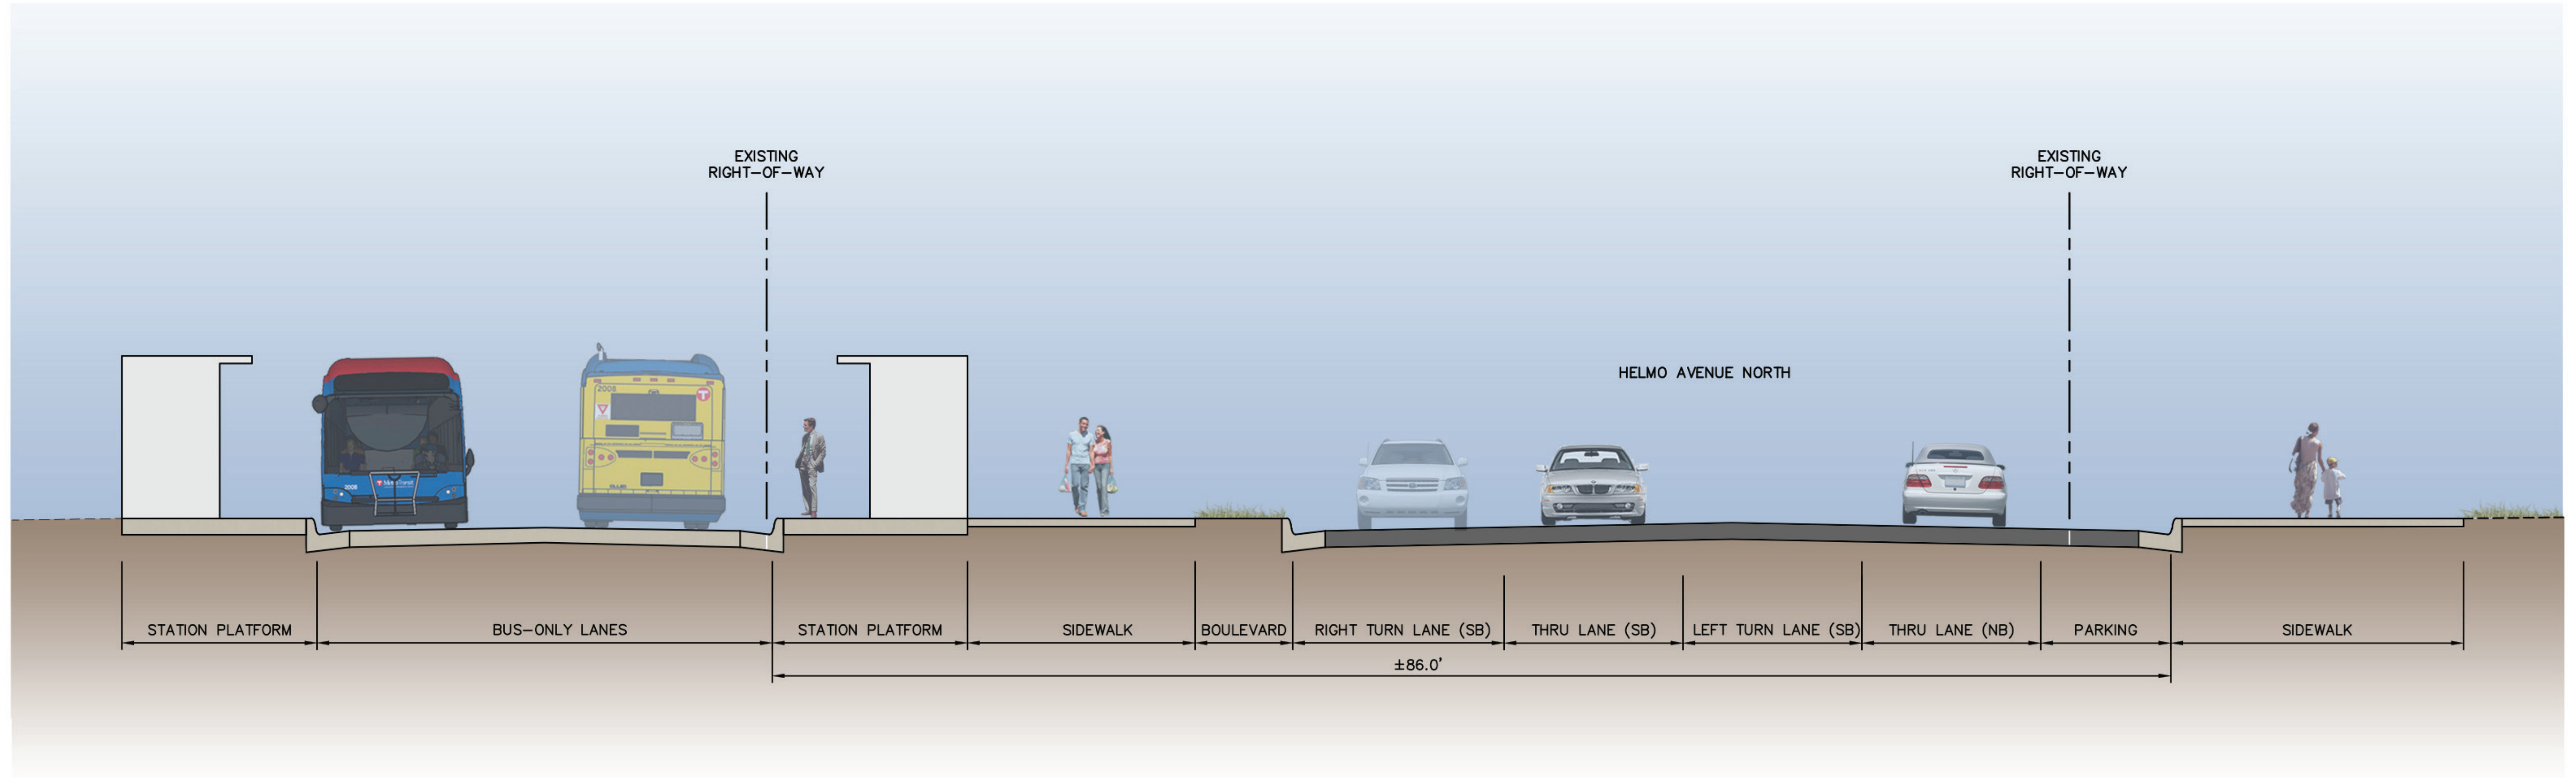 EXISTING
RIGHT-OF-WAY
EXISTING
RIGHT-OF-WAY
HELMO AVENUE NORTH
2008
2008
T
STATION PLATFORM
BUS-ONLY LANES
STATION PLATFORM
SIDEWALK
BOULEVARD
RIGHT TURN LANE (SB)
THRU LANE (SB)
LEFT TURN LANE (SB)
THRU LANE (NB)
PARKING
SIDEWALK
±86.0'